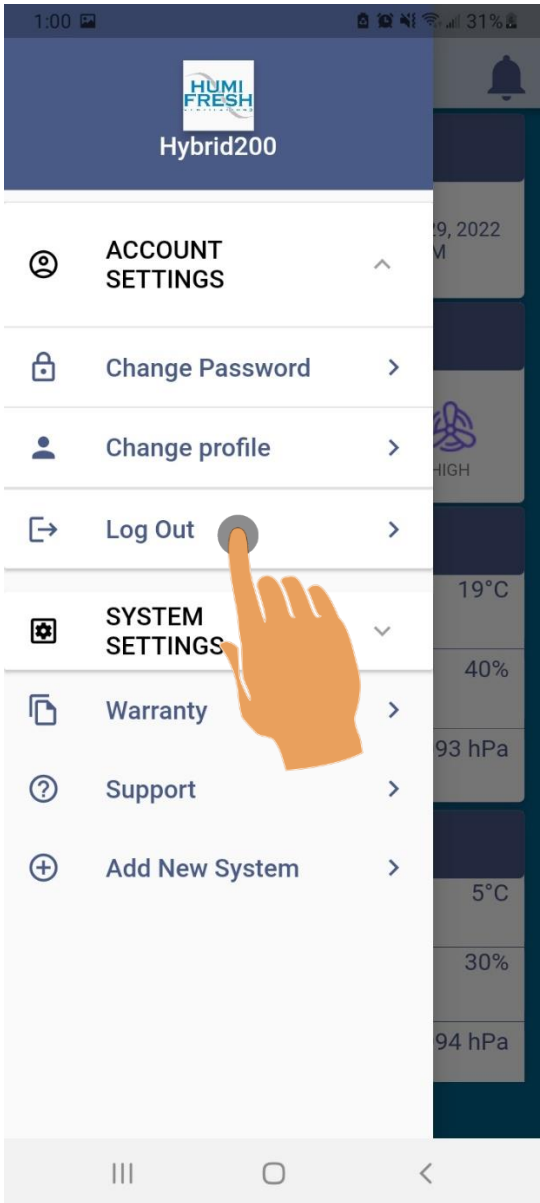 1:00
31%
HUMI
FRESH
Hybrid200
ACCOUNT
SETTINGS
Change Password
Change profile
Log Out
SYSTEM
SETTINGS
Warranty
Support
Add New System
29, 2022
M
HIGH
19°C
40%
93 hPa
5°C
30%
94 hPa